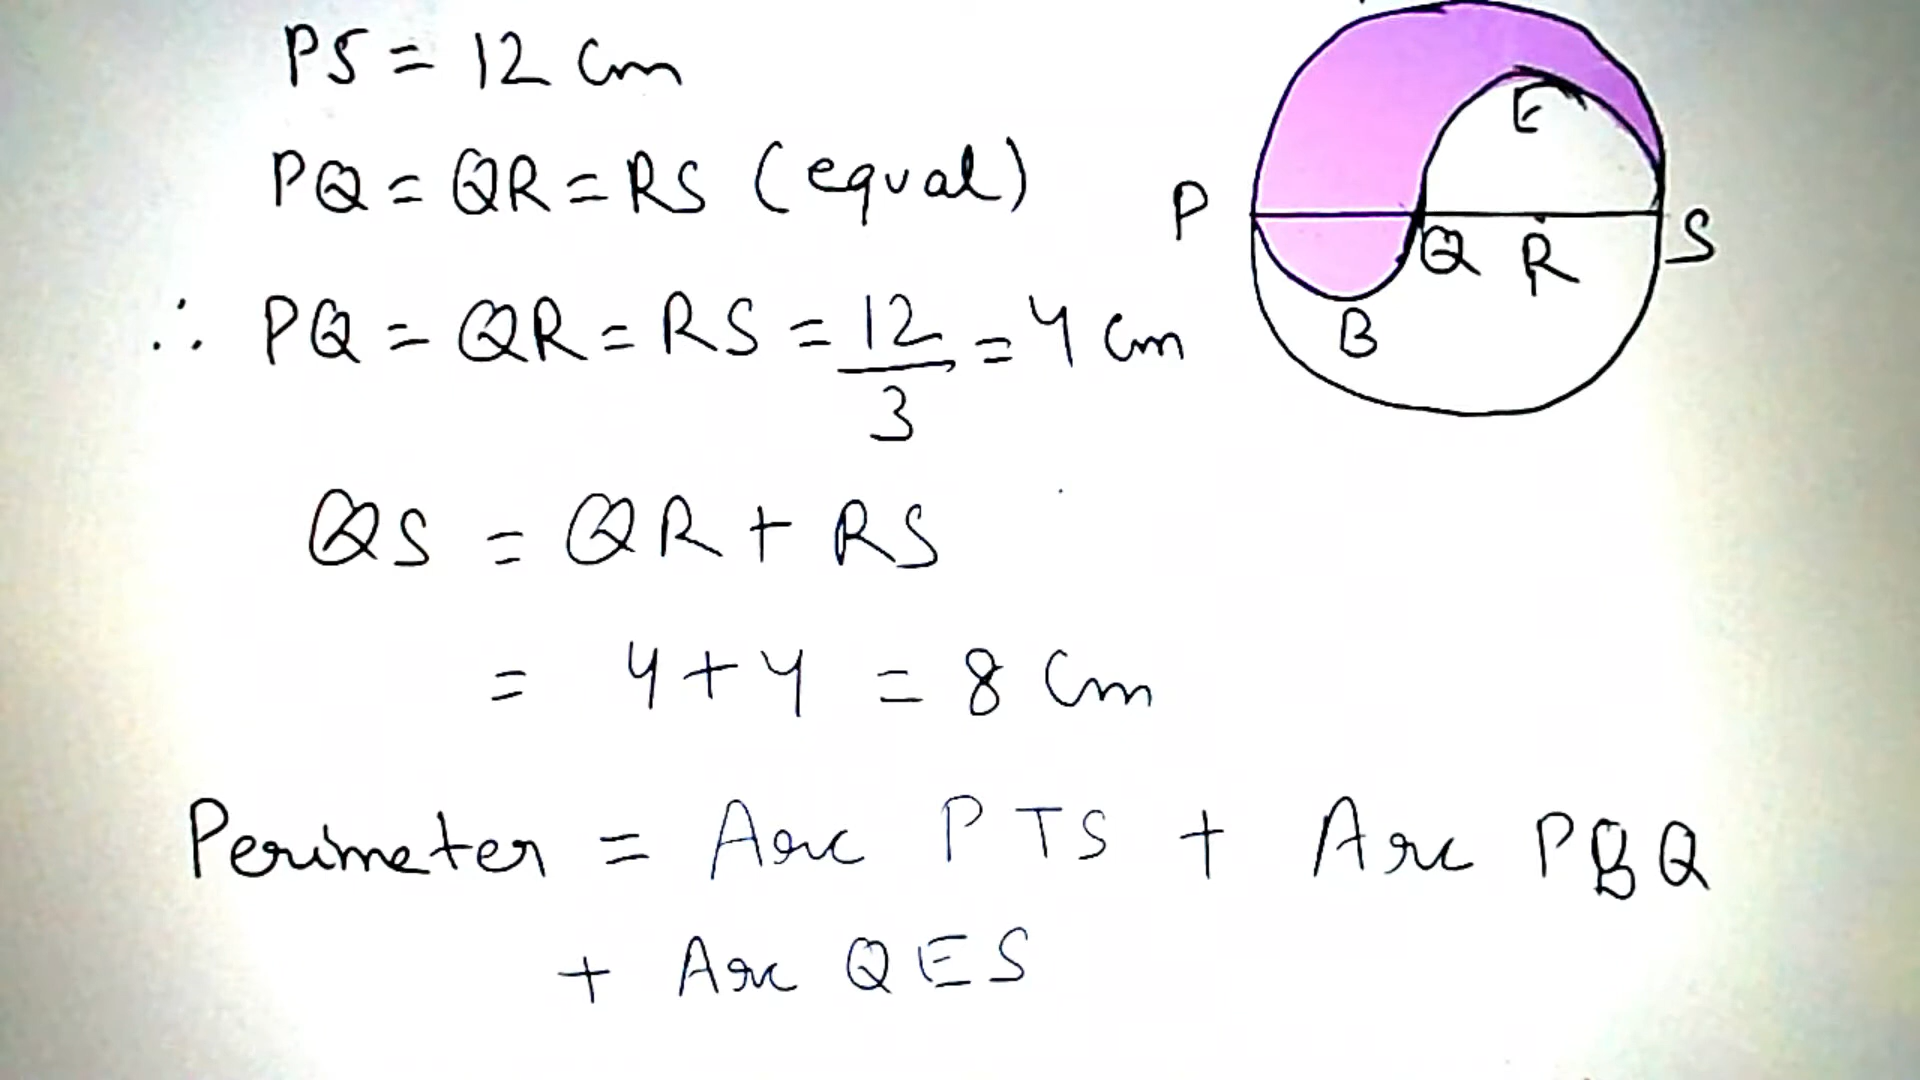 PS = 12 cm
PQ = QR = RS (equal)
∴ PQ = QR = RS = 12/3 = 4 cm
QS = QR + RS
= 4 + 4 = 8 cm
Perimeter = Arc PTS + Arc PBQ
+ Arc QES
E
P
Q R S
B